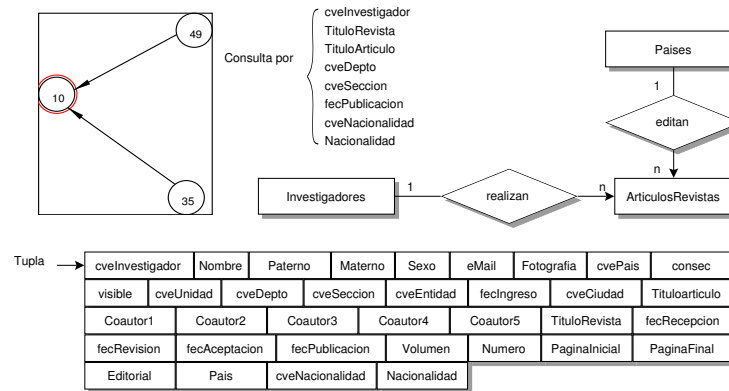 49
10
35
Consulta por
cveInvestigador
TituloRevista
TituloArticulo
cveDepto
cveSeccion
fecPublicacion
cveNacionalidad
Nacionalidad
Paises
1
editan
n
Investigadores 1 realizan n ArticulosRevistas
Tupla cveInvestigador Nombre Paterno Materno Sexo eMail Fotografia cvePais consec
visible cveUnidad cveDepto cveSeccion cveEntidad fecIngreso cveCiudad Tituloarticulo
Coautor1 Coautor2 Coautor3 Coautor4 Coautor5 TituloRevista fecRecepcion
fecRevision fecAceptacion fecPublicacion Volumen Numero PaginaInicial PaginaFinal
Editorial Pais cveNacionalidad Nacionalidad